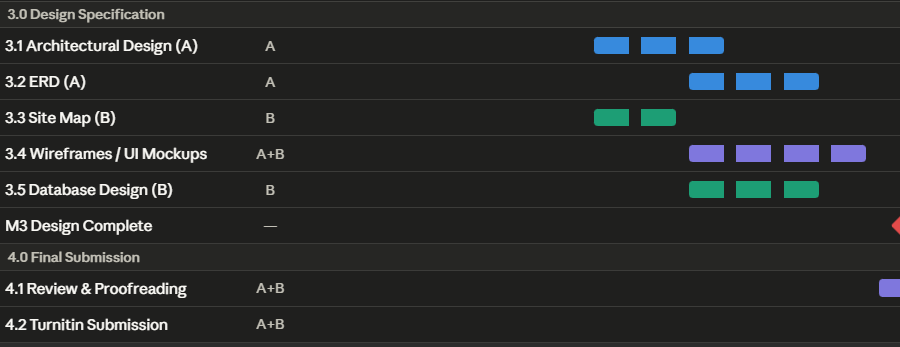 3.0 Design Specification
3.1 Architectural Design (A) A
3.2 ERD (A) A
3.3 Site Map (B) B
3.4 Wireframes / UI Mockups A+B
3.5 Database Design (B) B
M3 Design Complete —
4.0 Final Submission
4.1 Review & Proofreading A+B
4.2 Turnitin Submission A+B